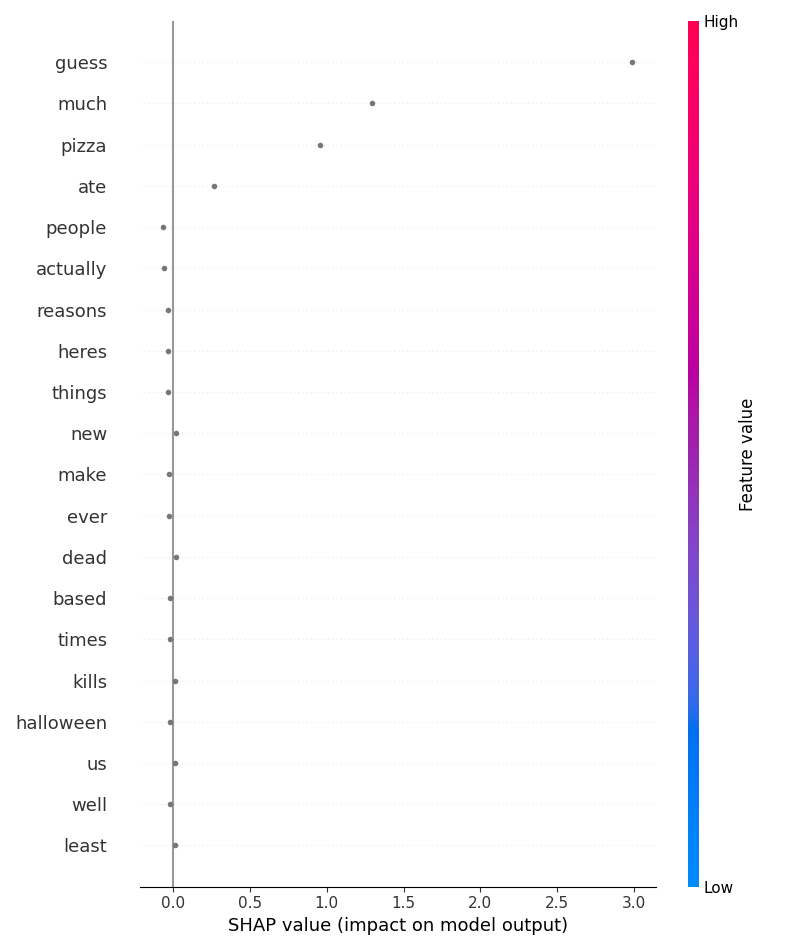 High
guess
much
pizza
ate
people
actually
reasons
heres
things
new
make
ever
dead
based
times
kills
halloween
us
well
least
Feature value
Low
0.0 0.5 1.0 1.5 2.0 2.5 3.0
SHAP value (impact on model output)